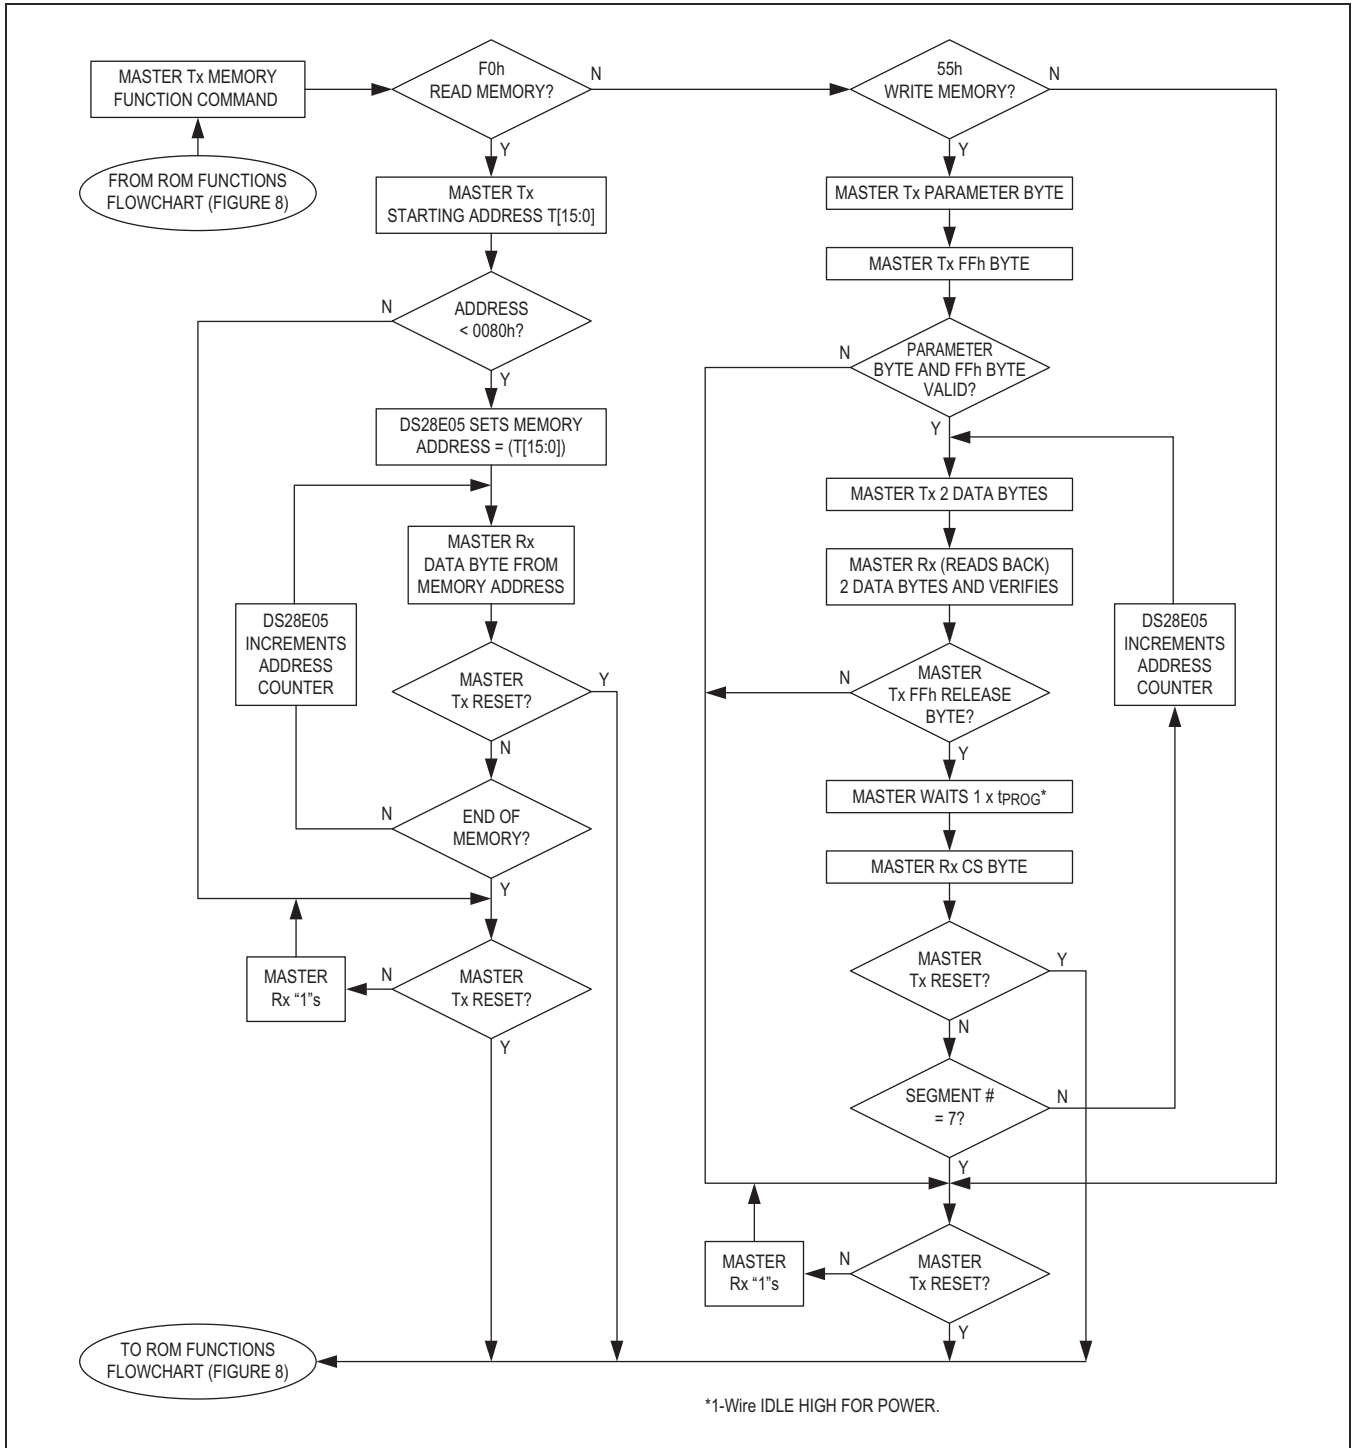 MASTER Tx MEMORY
FUNCTION COMMAND
FROM ROM FUNCTIONS
FLOWCHART (FIGURE 8)
F0h
READ MEMORY?
N
Y
MASTER Tx
STARTING ADDRESS T[15:0]
ADDRESS
< 0080h?
N
Y
DS28E05 SETS MEMORY
ADDRESS = (T[15:0])
MASTER Rx
DATA BYTE FROM
MEMORY ADDRESS
DS28E05
INCREMENTS
ADDRESS
COUNTER
MASTER
Tx RESET?
Y
N
END OF
MEMORY?
N
Y
MASTER
Tx RESET?
N
MASTER
Rx “1”s
Y
55h
WRITE MEMORY?
N
Y
MASTER Tx PARAMETER BYTE
MASTER Tx FFh BYTE
PARAMETER
BYTE AND FFh BYTE
VALID?
N
Y
MASTER Tx 2 DATA BYTES
MASTER Rx (READS BACK)
2 DATA BYTES AND VERIFIES
DS28E05
INCREMENTS
ADDRESS
COUNTER
MASTER
Tx FFh RELEASE
BYTE?
N
Y
MASTER WAITS 1 x tPROG*
MASTER Rx CS BYTE
MASTER
Tx RESET?
Y
N
SEGMENT #
= 7?
N
Y
MASTER
Tx RESET?
N
MASTER
Rx “1”s
Y
TO ROM FUNCTIONS
FLOWCHART (FIGURE 8)
*1-Wire IDLE HIGH FOR POWER.